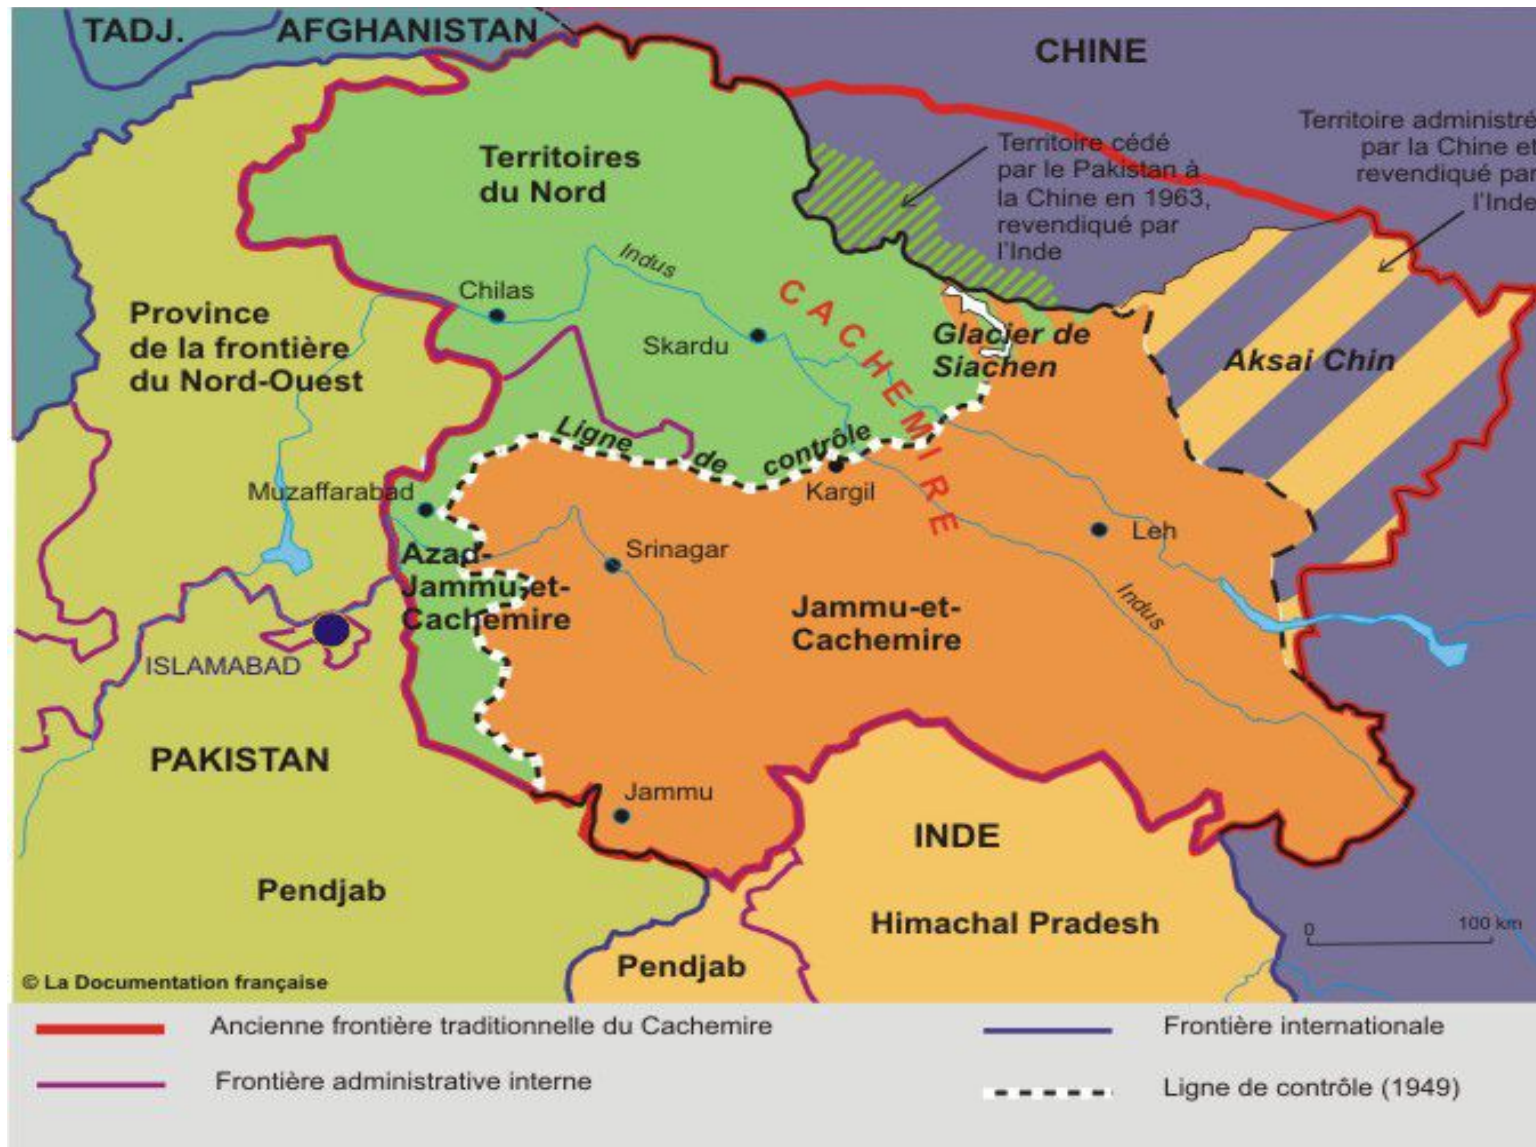 TADJ.
AFGHANISTAN
CHINE
Territoire cédé
par le Pakistan à
la Chine en 1963,
revendiqué par
l'Inde
Territoire administré
par la Chine et
revendiqué par
l'Inde
Territoires
du Nord
Indus
Chilas
Skardu
CACHEMIRE
Glacier de
Siachen
Aksai Chin
Province
de la frontière
du Nord-Ouest
Ligne de contrôle
Kargil
Muzaffarabad
Srinagar
Leh
Azad-
Jammu-et-
Cachemire
Jammu-et-
Cachemire
Indus
ISLAMABAD
PAKISTAN
Jammu
INDE
Pendjab
Himachal Pradesh
Pendjab
0 100 km
© La Documentation française
Ancienne frontière traditionnelle du Cachemire
Frontière internationale
Frontière administrative interne
Ligne de contrôle (1949)